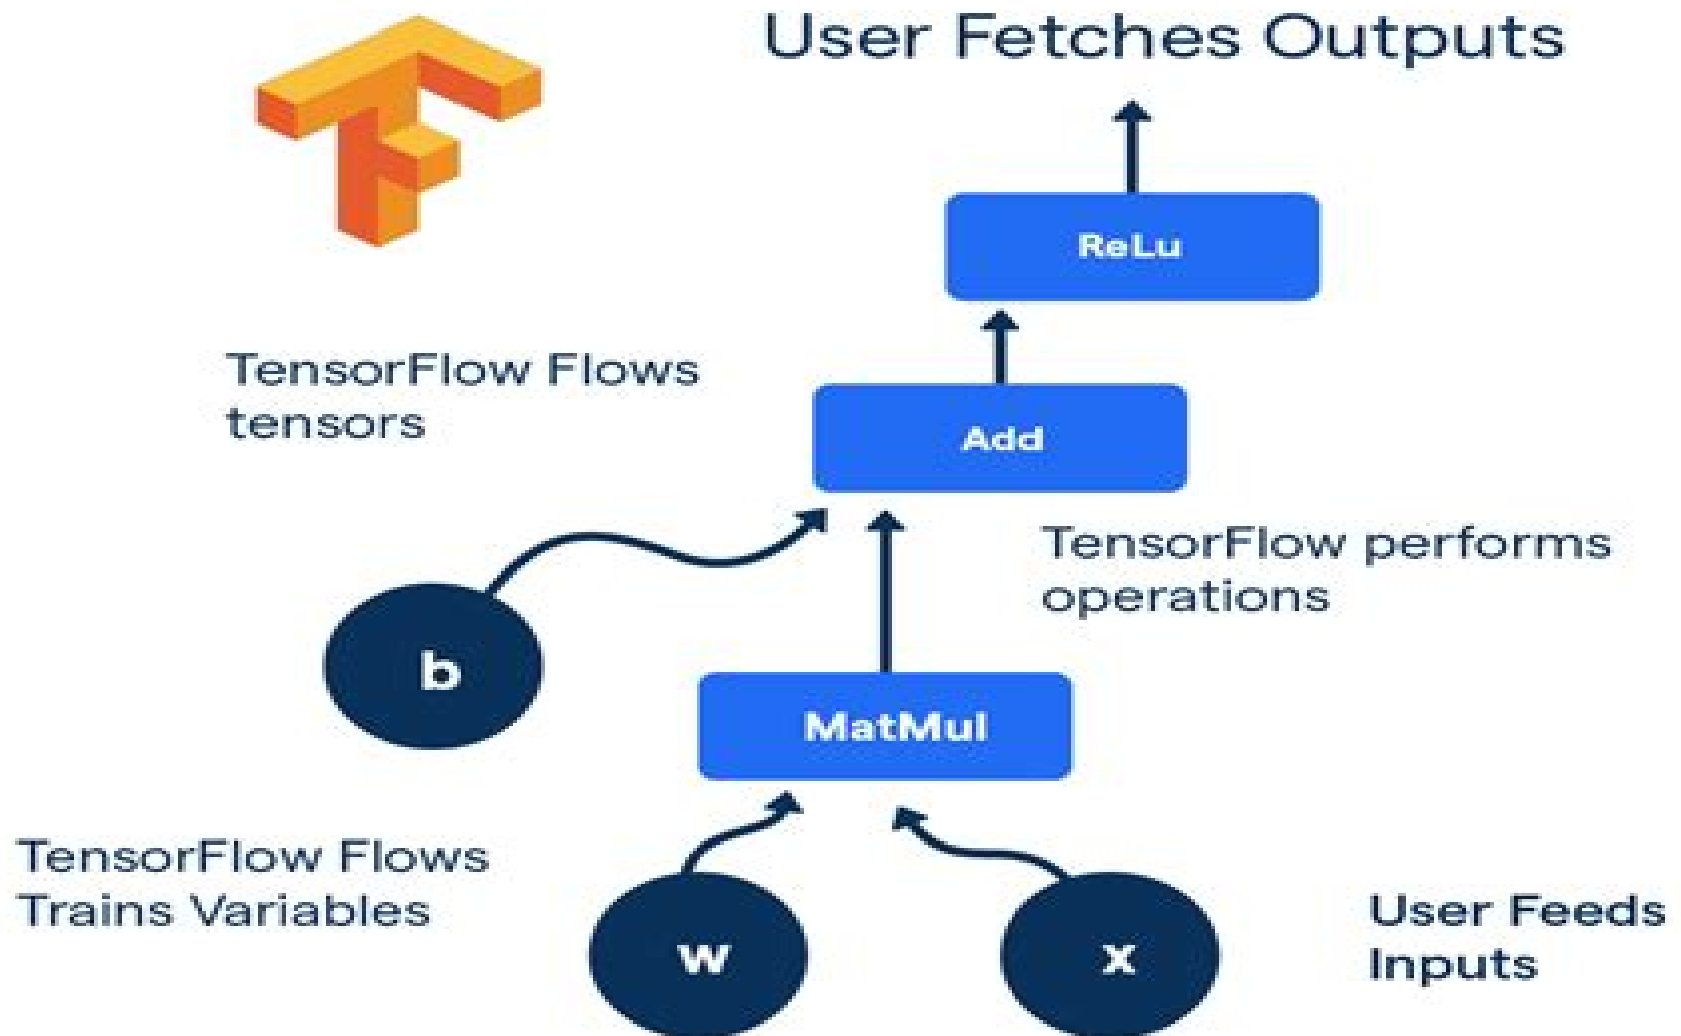 User Fetches Outputs
ReLu
TensorFlow Flows
tensors
Add
TensorFlow performs
operations
b
MatMul
TensorFlow Flows
Trains Variables
w
x
User Feeds
Inputs